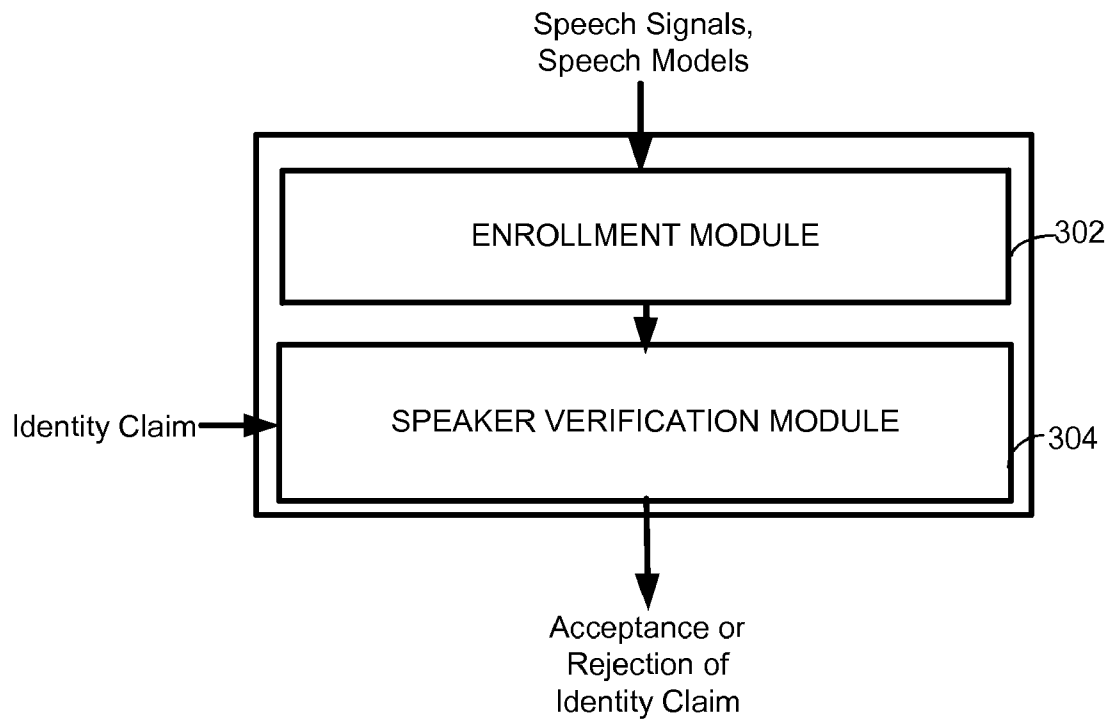 Speech Signals,
Speech Models
ENROLLMENT MODULE
302
Identity Claim
SPEAKER VERIFICATION MODULE
304
Acceptance or
Rejection of
Identity Claim